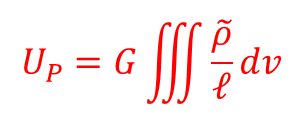 U_P = G ∭ ρ̃/ℓ dv